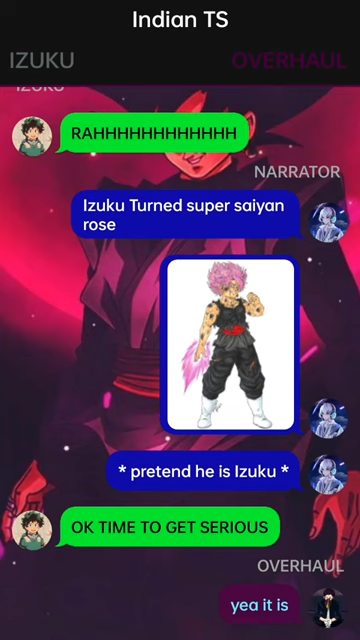 Indian TS
IZUKU
OVERHAUL
IZUKU
RAHHHHHHHHHHHH
NARRATOR
Izuku Turned super saiyan
rose
* pretend he is Izuku *
OK TIME TO GET SERIOUS
OVERHAUL
yea it is